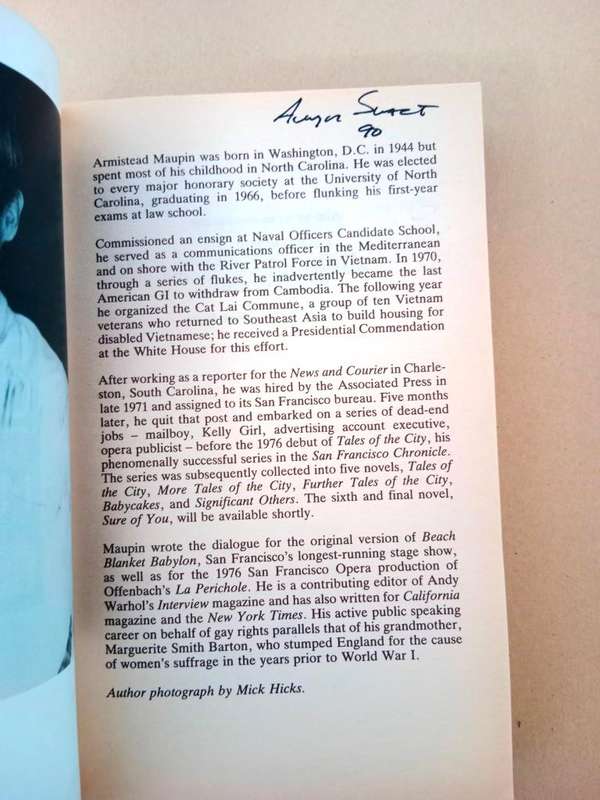 90
Armistead Maupin was born in Washington, D.C. in 1944 but
spent most of his childhood in North Carolina. He was elected
to every major honorary society at the University of North
Carolina, graduating in 1966, before flunking his first-year
exams at law school.
Commissioned an ensign at Naval Officers Candidate School,
he served as a communications officer in the Mediterranean
and on shore with the River Patrol Force in Vietnam. In 1970,
through a series of flukes, he inadvertently became the last
American GI to withdraw from Cambodia. The following year
he organized the Cat Lai Commune, a group of ten Vietnam
veterans who returned to Southeast Asia to build housing for
disabled Vietnamese; he received a Presidential Commendation
at the White House for this effort.
After working as a reporter for the News and Courier in Charle-
ston, South Carolina, he was hired by the Associated Press in
late 1971 and assigned to its San Francisco bureau. Five months
later, he quit that post and embarked on a series of dead-end
jobs – mailboy, Kelly Girl, advertising account executive,
opera publicist – before the 1976 debut of Tales of the City, his
phenomenally successful series in the San Francisco Chronicle.
The series was subsequently collected into five novels, Tales of
the City, More Tales of the City, Further Tales of the City,
Babycakes, and Significant Others. The sixth and final novel,
Sure of You, will be available shortly.
Maupin wrote the dialogue for the original version of Beach
Blanket Babylon, San Francisco's longest-running stage show,
as well as for the 1976 San Francisco Opera production of
Offenbach's La Perichole. He is a contributing editor of Andy
Warhol's Interview magazine and has also written for California
magazine and the New York Times. His active public speaking
career on behalf of gay rights parallels that of his grandmother,
Marguerite Smith Barton, who stumped England for the cause
of women's suffrage in the years prior to World War I.
Author photograph by Mick Hicks.